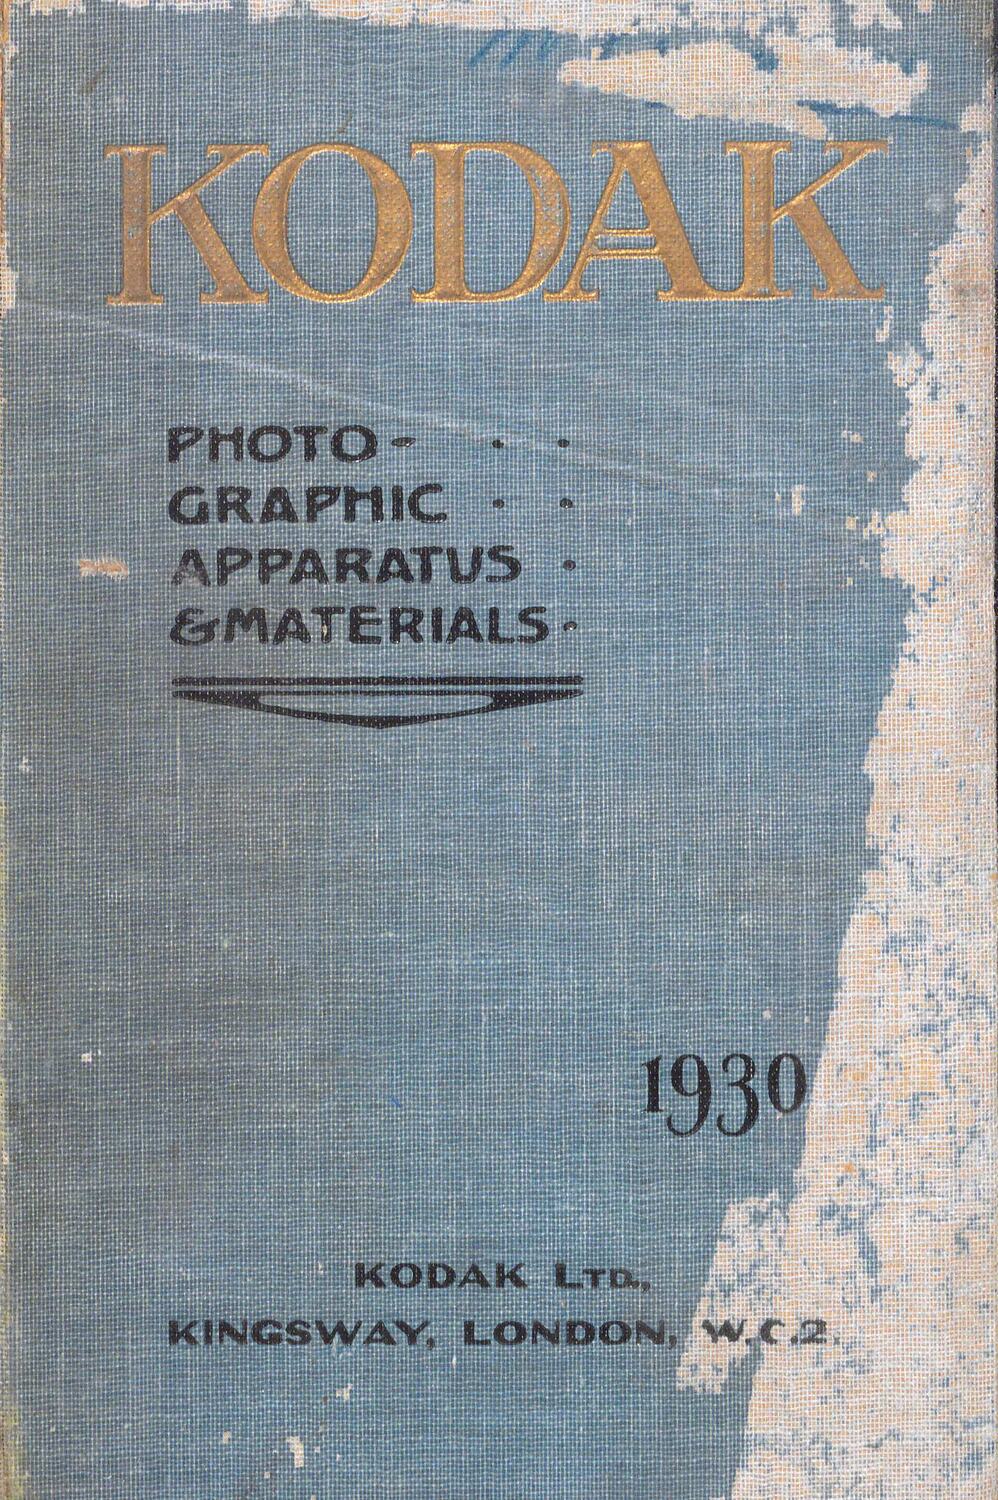 KODAK
PHOTO- · ·
GRAPHIC · ·
APPARATUS ·
& MATERIALS ·
1930
KODAK LTD.,
KINGSWAY, LONDON, W.C.2.